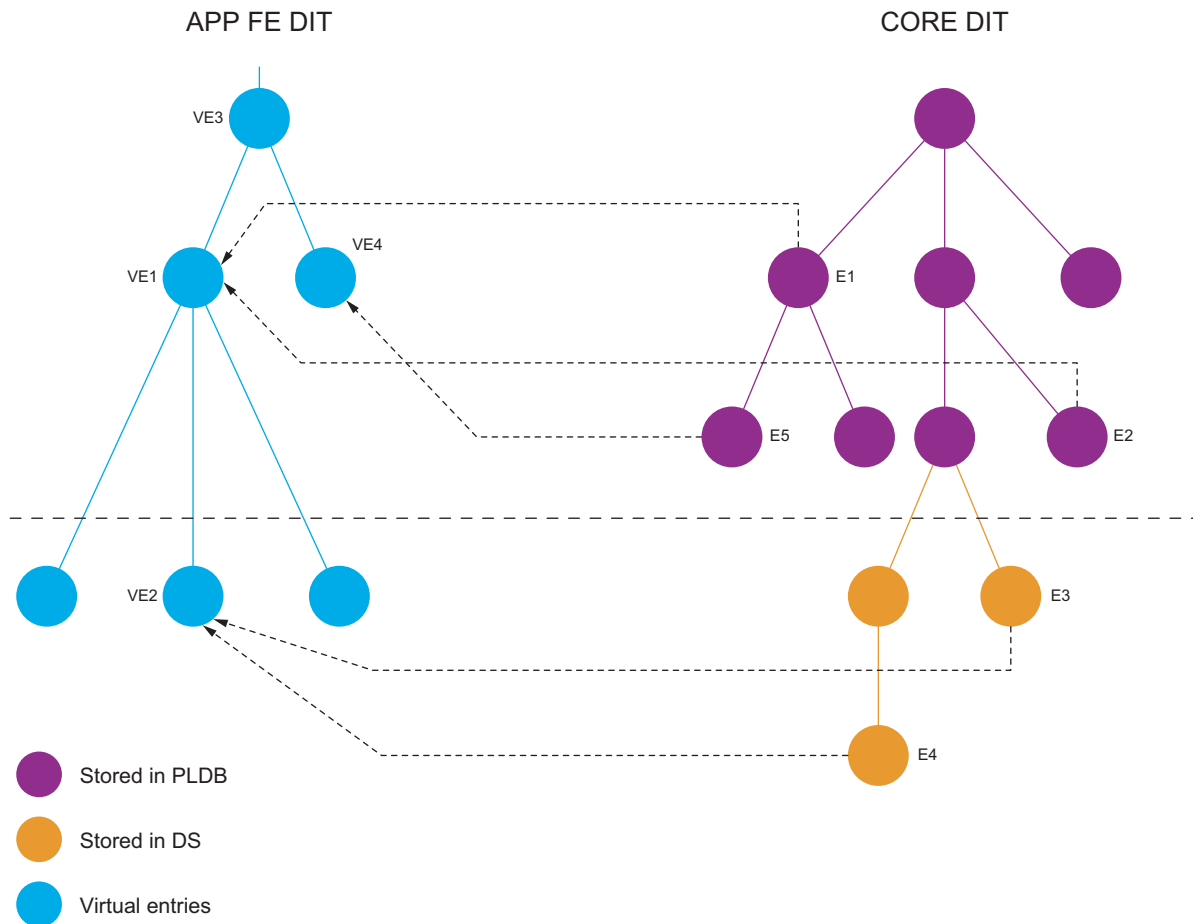 APP FE DIT
CORE DIT
VE3
VE4
VE1
E1
E5
E2
VE2
E3
E4
Stored in PLDB
Stored in DS
Virtual entries